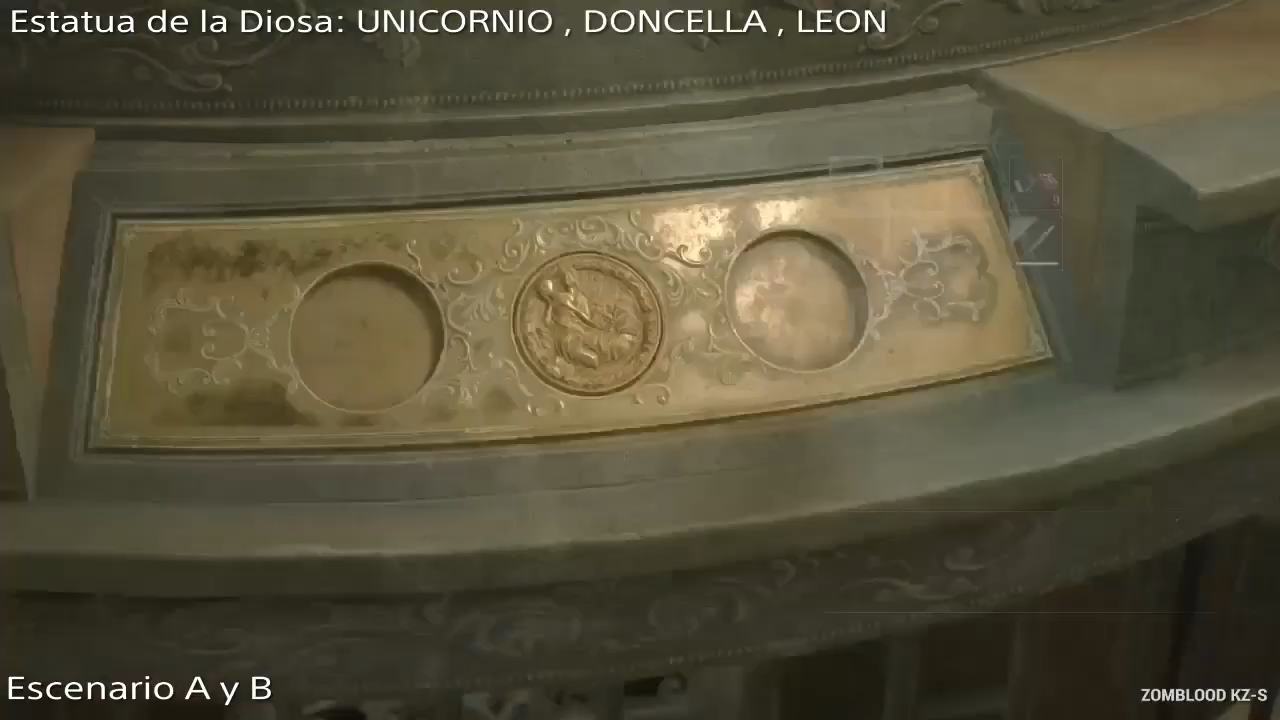 Estatua de la Diosa: UNICORNIO , DONCELLA , LEON
Escenario A y B
ZOMBLOOD KZ-S